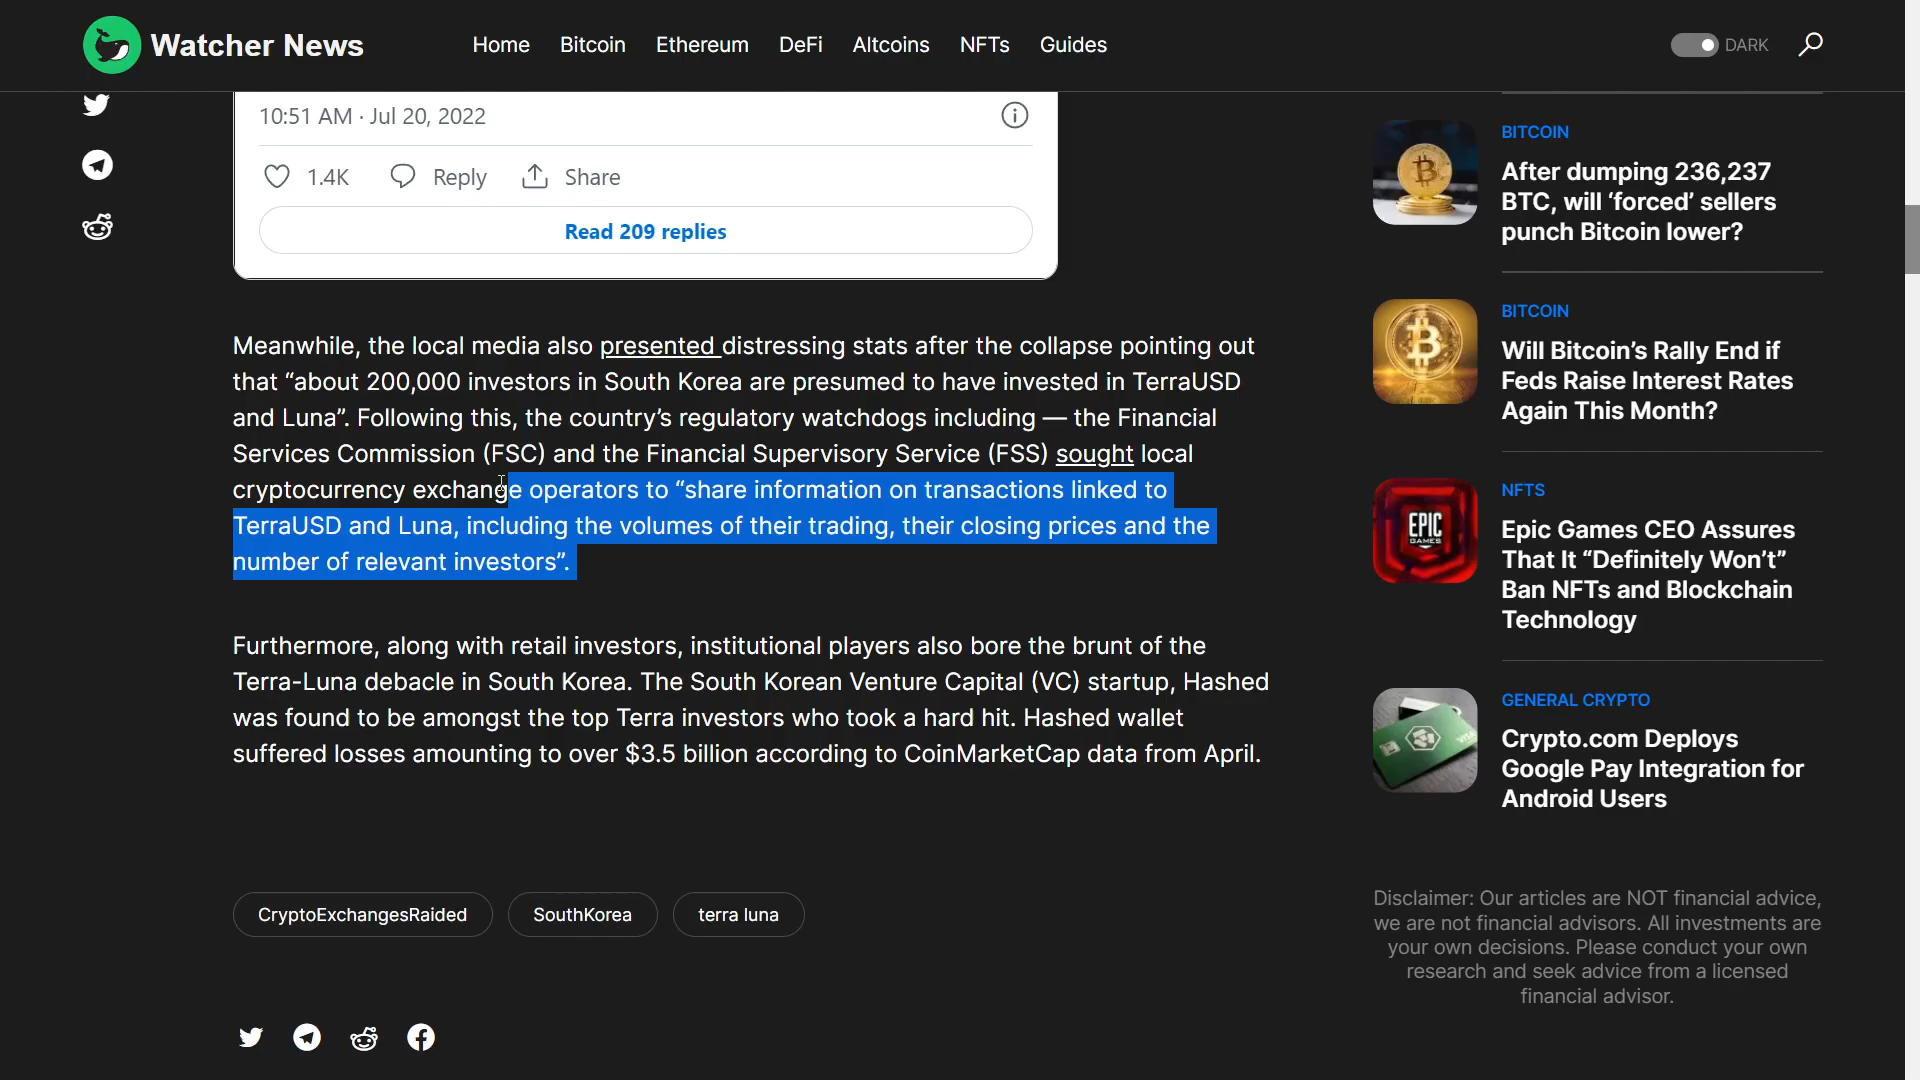 Watcher News
Home Bitcoin Ethereum DeFi Altcoins NFTs Guides
DARK
10:51 AM · Jul 20, 2022
1.4K Reply Share
Read 209 replies
Meanwhile, the local media also presented distressing stats after the collapse pointing out
that “about 200,000 investors in South Korea are presumed to have invested in TerraUSD
and Luna”. Following this, the country’s regulatory watchdogs including — the Financial
Services Commission (FSC) and the Financial Supervisory Service (FSS) sought local
cryptocurrency exchange operators to “share information on transactions linked to
TerraUSD and Luna, including the volumes of their trading, their closing prices and the
number of relevant investors”.
Furthermore, along with retail investors, institutional players also bore the brunt of the
Terra-Luna debacle in South Korea. The South Korean Venture Capital (VC) startup, Hashed
was found to be amongst the top Terra investors who took a hard hit. Hashed wallet
suffered losses amounting to over $3.5 billion according to CoinMarketCap data from April.
CryptoExchangesRaided
SouthKorea
terra luna
BITCOIN
After dumping 236,237
BTC, will ‘forced’ sellers
punch Bitcoin lower?
BITCOIN
Will Bitcoin’s Rally End if
Feds Raise Interest Rates
Again This Month?
EPIC
GAMES
NFTS
Epic Games CEO Assures
That It “Definitely Won’t”
Ban NFTs and Blockchain
Technology
VISA
GENERAL CRYPTO
Crypto.com Deploys
Google Pay Integration for
Android Users
Disclaimer: Our articles are NOT financial advice,
we are not financial advisors. All investments are
your own decisions. Please conduct your own
research and seek advice from a licensed
financial advisor.